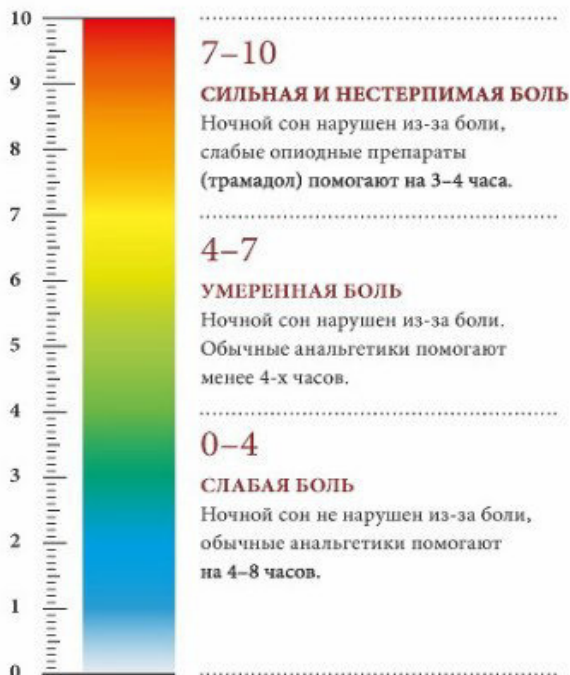 10
9
8
7
6
5
4
3
2
1
0
7–10
СИЛЬНАЯ И НЕСТЕРПИМАЯ БОЛЬ
Ночной сон нарушен из-за боли,
слабые опиодные препараты
(трамадол) помогают на 3–4 часа.
4–7
УМЕРЕННАЯ БОЛЬ
Ночной сон нарушен из-за боли.
Обычные анальгетики помогают
менее 4-х часов.
0–4
СЛАБАЯ БОЛЬ
Ночной сон не нарушен из-за боли,
обычные анальгетики помогают
на 4–8 часов.